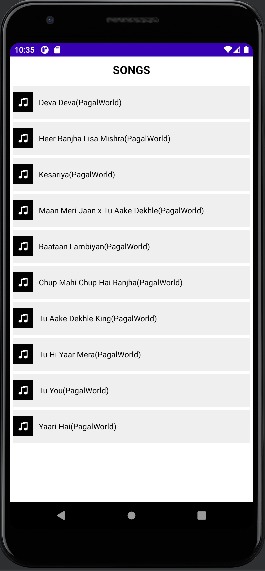 10:35
SONGS
Deva Deva(PagalWorld)
Heer Ranjha Lisa Mishra(PagalWorld)
Kesariya(PagalWorld)
Maan Meri Jaan x Tu Aake Dekhle(PagalWorld)
Raataan Lambiyan(PagalWorld)
Chup Mahi Chup Hai Ranjha(PagalWorld)
Tu Aake Dekhle King(PagalWorld)
Tu Hi Yaar Mera(PagalWorld)
Tu You(PagalWorld)
Yaari Hai(PagalWorld)